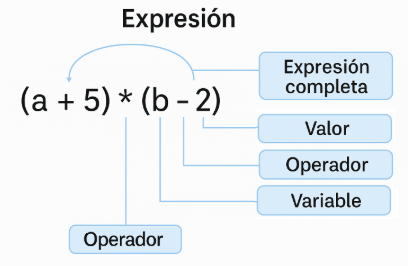 Expresión
Expresión
completa
(a + 5) * (b - 2)
Valor
Operador
Variable
Operador